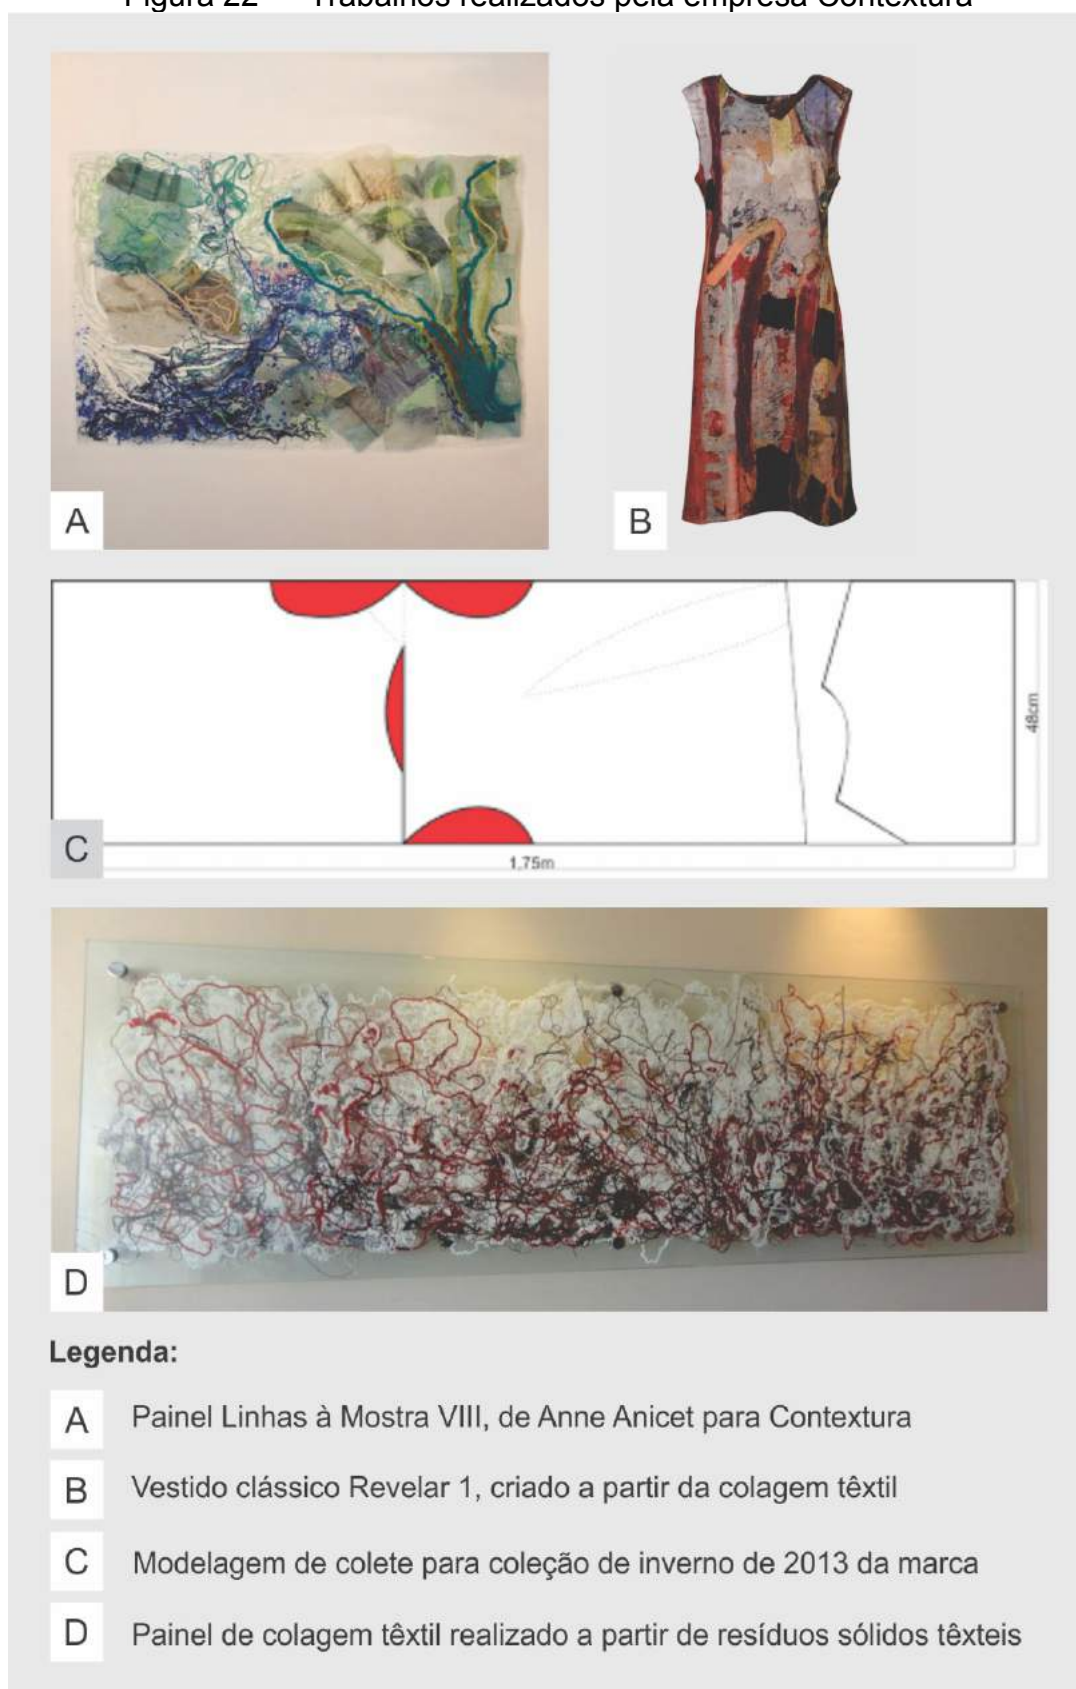 Figura 22 Trabalhos realizados pela empresa Contextura
A
B
48cm
C
1,75m
D
Legenda:
A Painel Linhas à Mostra VIII, de Anne Anicet para Contextura
B Vestido clássico Revelar 1, criado a partir da colagem têxtil
C Modelagem de colete para coleção de inverno de 2013 da marca
D Painel de colagem têxtil realizado a partir de resíduos sólidos têxteis